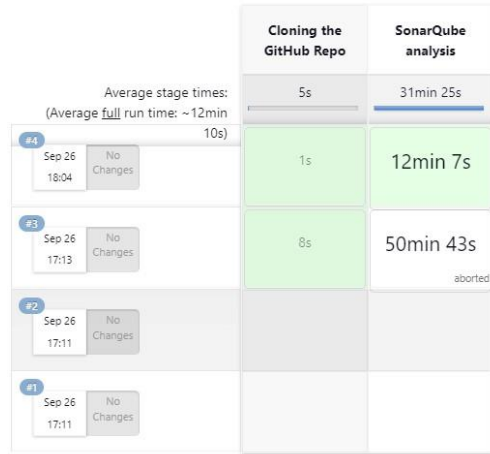 Cloning the
GitHub Repo
SonarQube
analysis
Average stage times:
(Average full run time: ~12min
10s)
5s
31min 25s
#4
Sep 26
18:04
No
Changes
1s
12min 7s
#3
Sep 26
17:13
No
Changes
8s
50min 43s
aborted
#2
Sep 26
17:11
No
Changes
#1
Sep 26
17:11
No
Changes